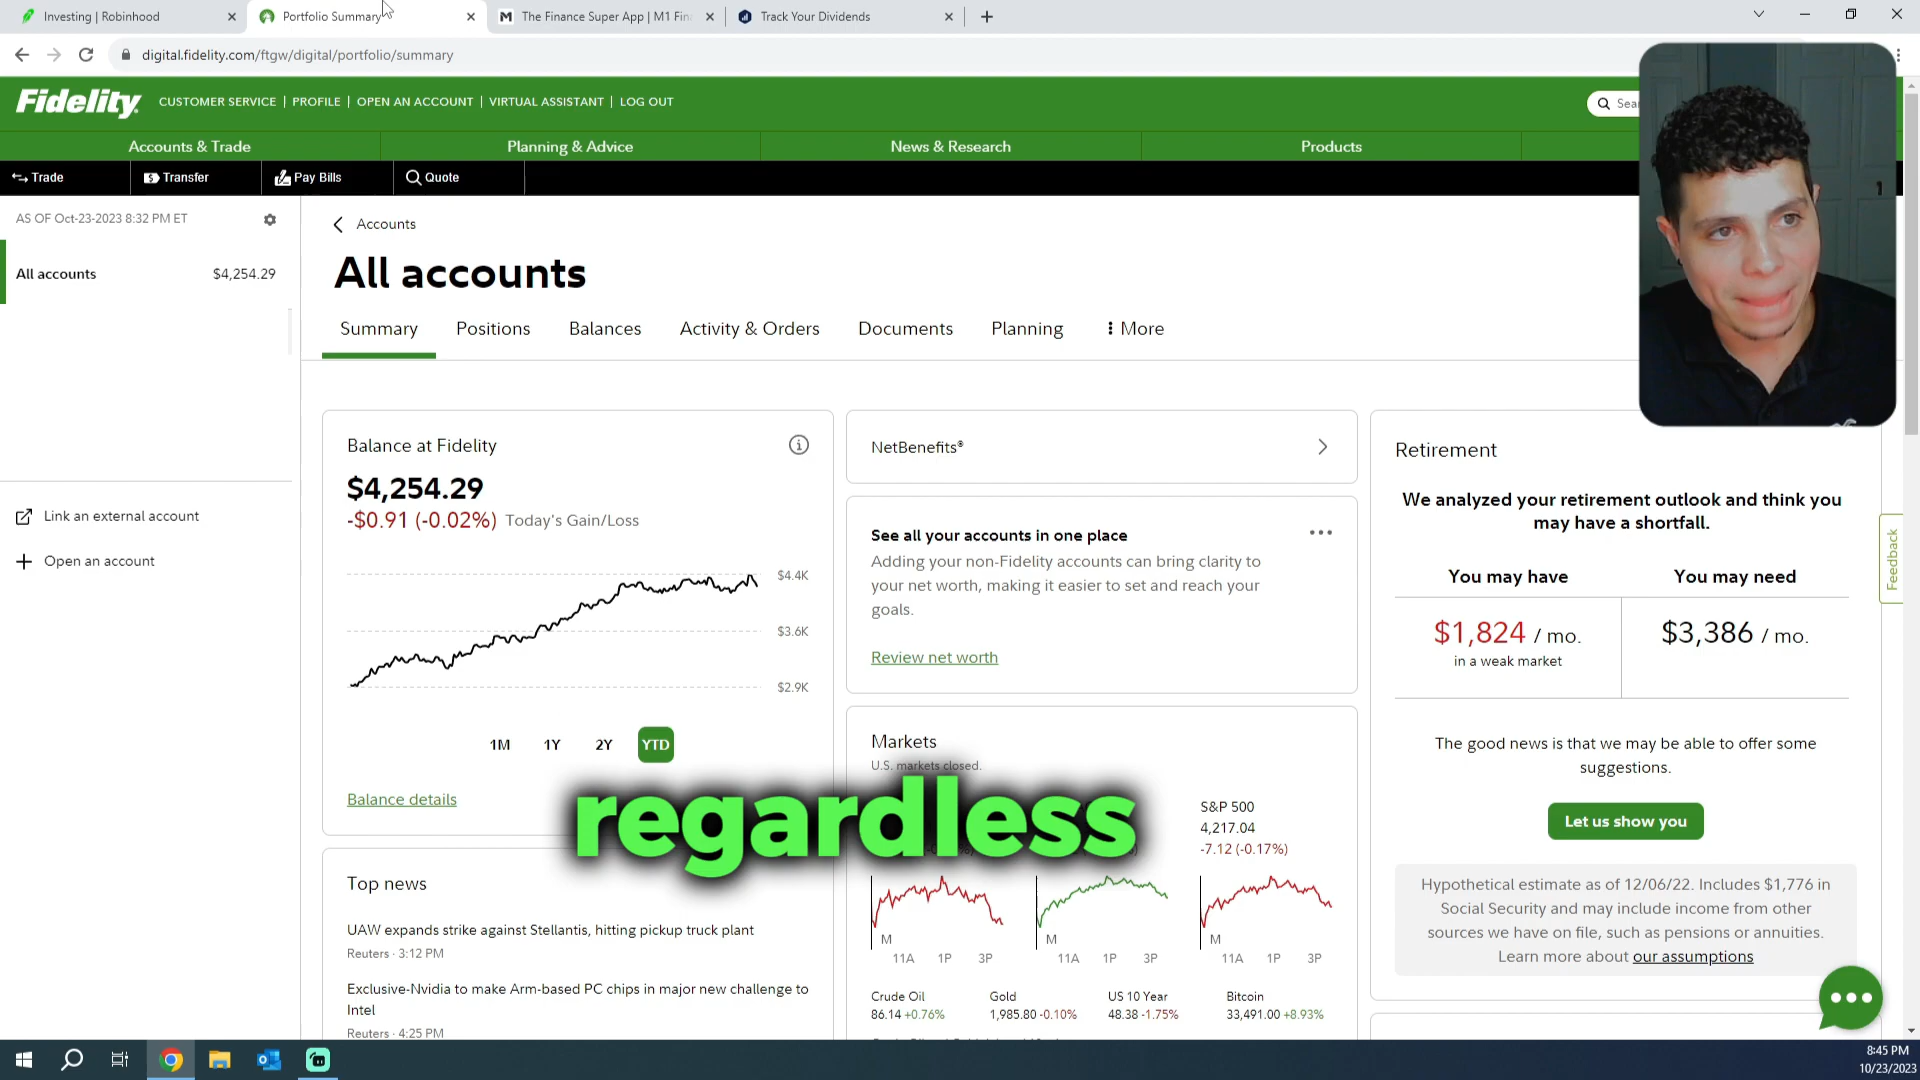 Investing | Robinhood
Portfolio Summary
The Finance Super App | M1 Fin
Track Your Dividends
digital.fidelity.com/ftgw/digital/portfolio/summary
Fidelity
CUSTOMER SERVICE | PROFILE | OPEN AN ACCOUNT | VIRTUAL ASSISTANT | LOG OUT
Sear
Accounts & Trade
Planning & Advice
News & Research
Products
Trade
Transfer
Pay Bills
Quote
AS OF Oct-23-2023 8:32 PM ET
All accounts $4,254.29
Link an external account
Open an account
Accounts
All accounts
Summary
Positions
Balances
Activity & Orders
Documents
Planning
More
Balance at Fidelity
$4,254.29
-$0.91 (-0.02%) Today's Gain/Loss
$4.4K
$3.6K
$2.9K
1M 1Y 2Y YTD
Balance details
Top news
UAW expands strike against Stellantis, hitting pickup truck plant
Reuters · 3:12 PM
Exclusive-Nvidia to make Arm-based PC chips in major new challenge to
Intel
Reuters · 4:25 PM
NetBenefits®
See all your accounts in one place
Adding your non-Fidelity accounts can bring clarity to
your net worth, making it easier to set and reach your
goals.
Review net worth
Markets
U.S. markets closed.
regardless
S&P 500
4,217.04
-7.12 (-0.17%)
M
11A 1P 3P
M
11A 1P 3P
M
11A 1P 3P
Crude Oil
86.14 +0.76%
Gold
1,985.80 -0.10%
US 10 Year
48.38 -1.75%
Bitcoin
33,491.00 +8.93%
Retirement
We analyzed your retirement outlook and think you
may have a shortfall.
You may have
$1,824 / mo.
in a weak market
You may need
$3,386 / mo.
The good news is that we may be able to offer some
suggestions.
Let us show you
Hypothetical estimate as of 12/06/22. Includes $1,776 in
Social Security and may include income from other
sources we have on file, such as pensions or annuities.
Learn more about our assumptions
Feedback
8:45 PM
10/23/2023